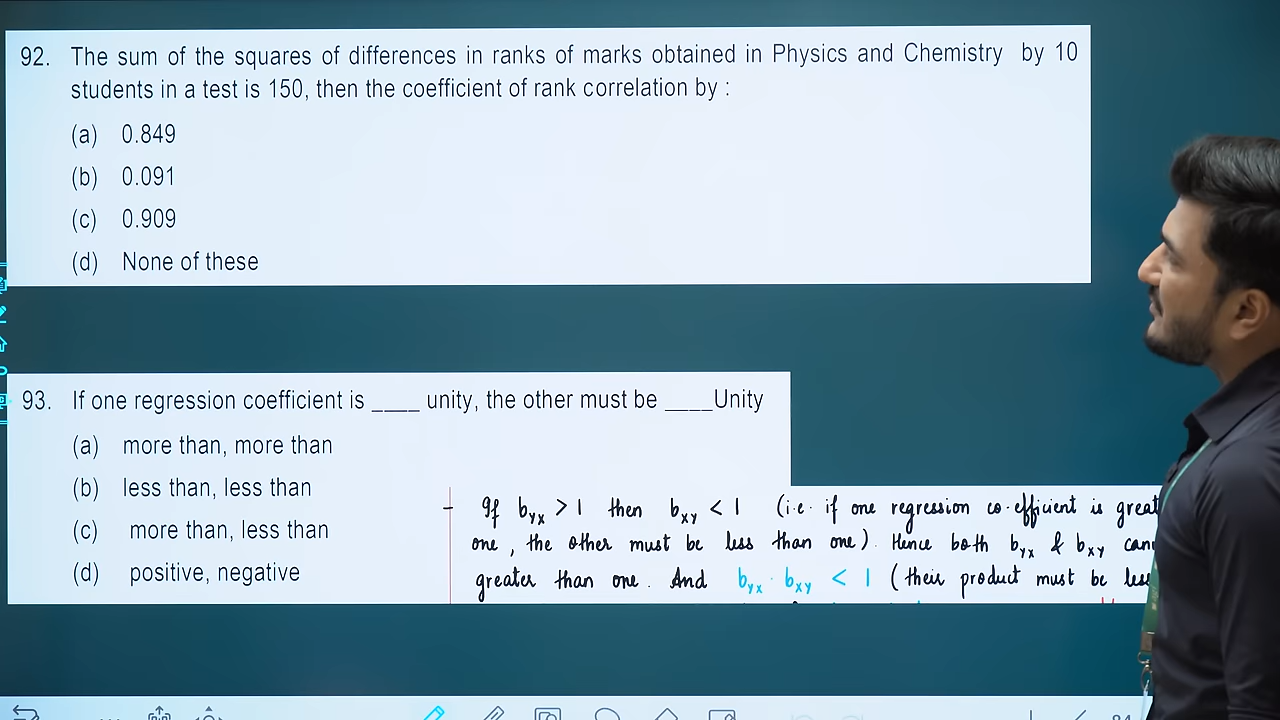 92. The sum of the squares of differences in ranks of marks obtained in Physics and Chemistry by 10
students in a test is 150, then the coefficient of rank correlation by :
(a) 0.849
(b) 0.091
(c) 0.909
(d) None of these
93. If one regression coefficient is ____ unity, the other must be ____Unity
(a) more than, more than
(b) less than, less than
(c) more than, less than
(d) positive, negative
- If byx > 1 then bxy < 1 (i.e. if one regression co-efficient is great
one, the other must be less than one). Hence both byx & bxy can
greater than one. And byx · bxy < 1 (their product must be less